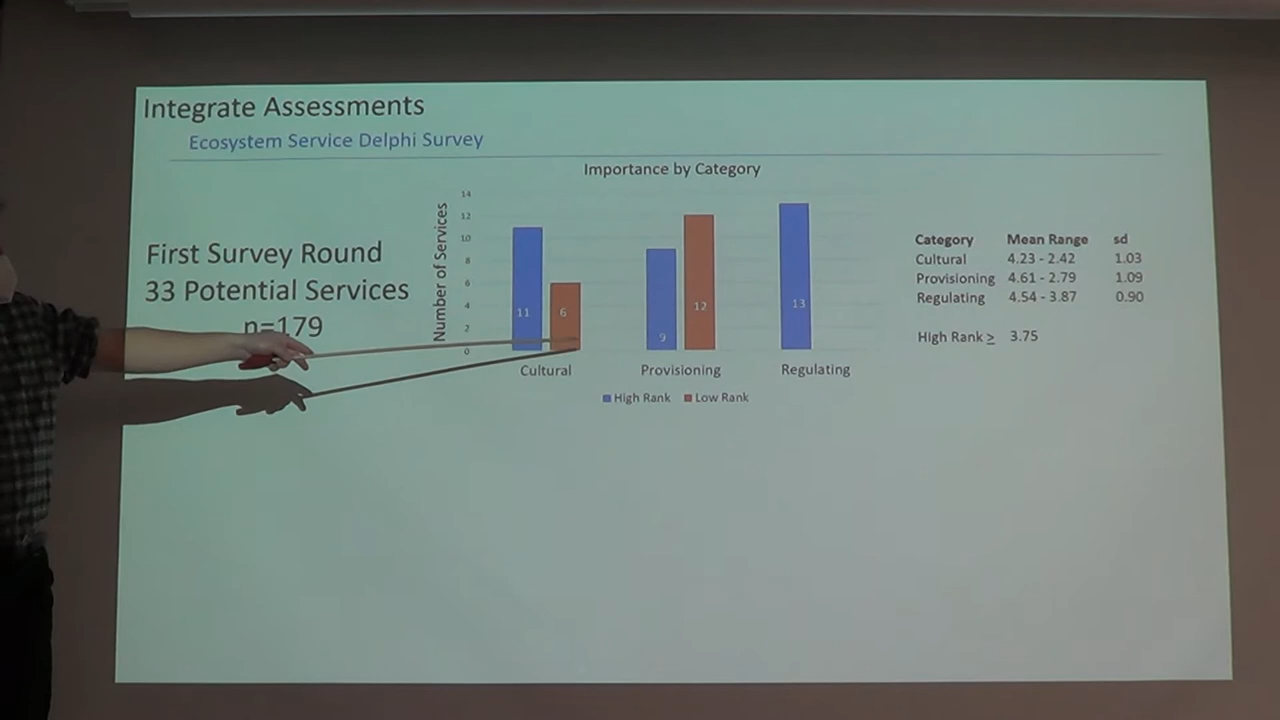 Integrate Assessments
Ecosystem Service Delphi Survey
Importance by Category
First Survey Round
33 Potential Services
n=179
Number of Services
14
12
10
8
6
4
2
0
11
6
9
12
13
Cultural Provisioning Regulating
High Rank Low Rank
Category Mean Range sd
Cultural 4.23 - 2.42 1.03
Provisioning 4.61 - 2.79 1.09
Regulating 4.54 - 3.87 0.90
High Rank ≥ 3.75